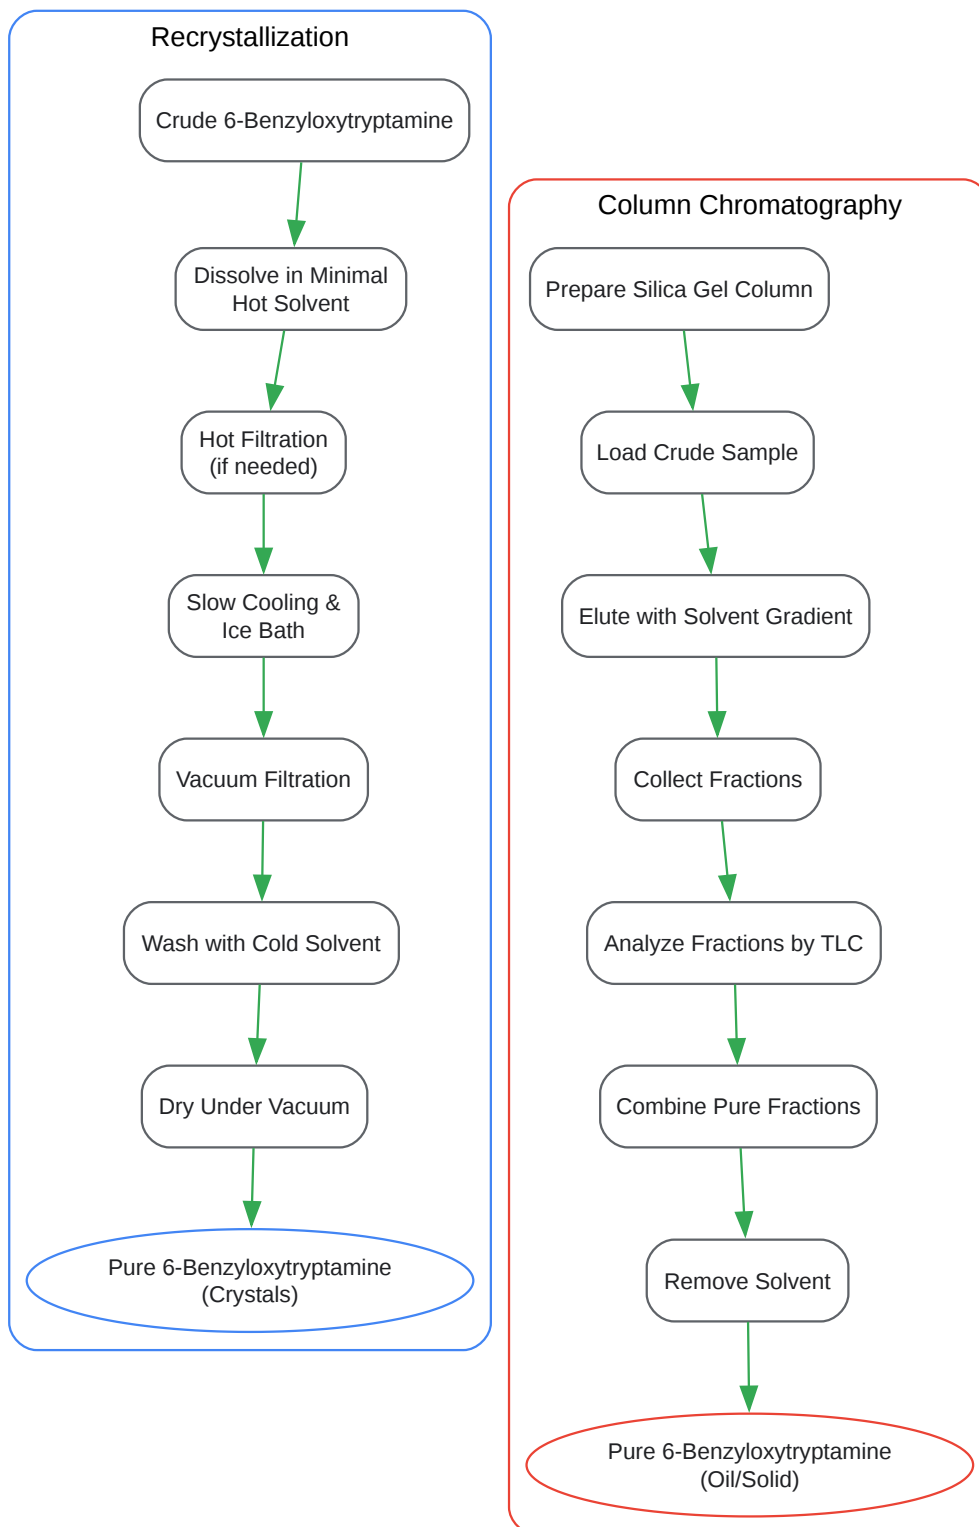 Recrystallization
Crude 6-Benzyloxytryptamine
Dissolve in Minimal
Hot Solvent
Hot Filtration
(if needed)
Slow Cooling &
Ice Bath
Vacuum Filtration
Wash with Cold Solvent
Dry Under Vacuum
Pure 6-Benzyloxytryptamine
(Crystals)
Column Chromatography
Prepare Silica Gel Column
Load Crude Sample
Elute with Solvent Gradient
Collect Fractions
Analyze Fractions by TLC
Combine Pure Fractions
Remove Solvent
Pure 6-Benzyloxytryptamine
(Oil/Solid)